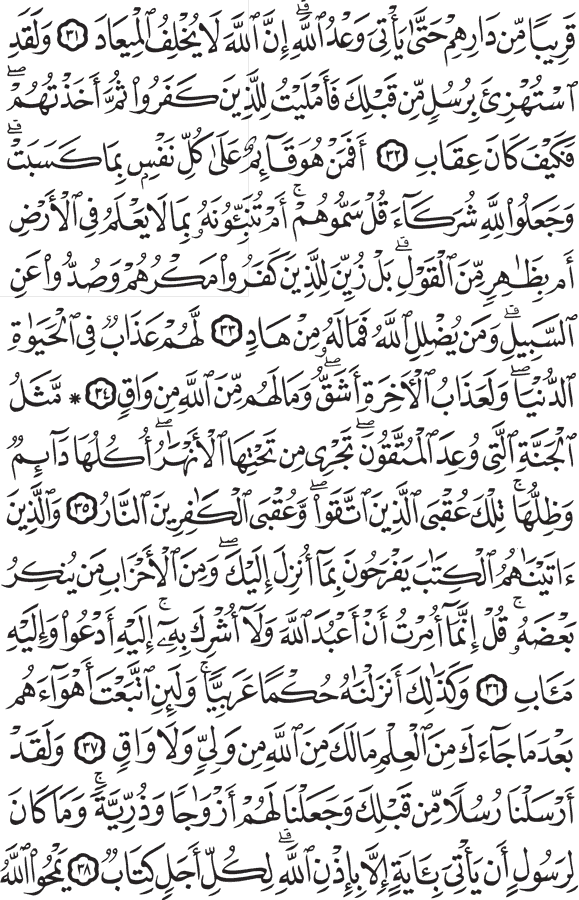 قَرِيبًا مِّن دَارِهِمْ حَتَّىٰ يَأْتِىَ وَعْدُ ٱللَّهِ ۚ إِنَّ ٱللَّهَ لَا يُخْلِفُ ٱلْمِيعَادَ ٣١ وَلَقَدِ
ٱسْتُهْزِئَ بِرُسُلٍ مِّن قَبْلِكَ فَأَمْلَيْتُ لِلَّذِينَ كَفَرُوا۟ ثُمَّ أَخَذْتُهُمْ ۖ
فَكَيْفَ كَانَ عِقَابِ ٣٢ أَفَمَنْ هُوَ قَآئِمٌ عَلَىٰ كُلِّ نَفْسٍۭ بِمَا كَسَبَتْ ۗ
وَجَعَلُوا۟ لِلَّهِ شُرَكَآءَ قُلْ سَمُّوهُمْ ۚ أَمْ تُنَبِّـُٔونَهُۥ بِمَا لَا يَعْلَمُ فِى ٱلْأَرْضِ
أَم بِظَٰهِرٍ مِّنَ ٱلْقَوْلِ ۗ بَلْ زُيِّنَ لِلَّذِينَ كَفَرُوا۟ مَكْرُهُمْ وَصُدُّوا۟ عَنِ
ٱلسَّبِيلِ ۗ وَمَن يُضْلِلِ ٱللَّهُ فَمَا لَهُۥ مِنْ هَادٍ ٣٣ لَّهُمْ عَذَابٌ فِى ٱلْحَيَوٰةِ
ٱلدُّنْيَا ۖ وَلَعَذَابُ ٱلْءَاخِرَةِ أَشَقُّ ۖ وَمَا لَهُم مِّنَ ٱللَّهِ مِن وَاقٍ ٣٤ * مَّثَلُ
ٱلْجَنَّةِ ٱلَّتِى وُعِدَ ٱلْمُتَّقُونَ ۖ تَجْرِى مِن تَحْتِهَا ٱلْأَنْهَٰرُ ۖ أُكُلُهَا دَآئِمٌ
وَظِلُّهَا ۚ تِلْكَ عُقْبَى ٱلَّذِينَ ٱتَّقَوا۟ ۖ وَّعُقْبَى ٱلْكَٰفِرِينَ ٱلنَّارُ ٣٥ وَٱلَّذِينَ
ءَاتَيْنَٰهُمُ ٱلْكِتَٰبَ يَفْرَحُونَ بِمَآ أُنزِلَ إِلَيْكَ ۖ وَمِنَ ٱلْأَحْزَابِ مَن يُنكِرُ
بَعْضَهُۥ ۚ قُلْ إِنَّمَآ أُمِرْتُ أَنْ أَعْبُدَ ٱللَّهَ وَلَآ أُشْرِكَ بِهِۦٓ ۚ إِلَيْهِ أَدْعُوا۟ وَإِلَيْهِ
مَـَٔابِ ٣٦ وَكَذَٰلِكَ أَنزَلْنَٰهُ حُكْمًا عَرَبِيًّا ۚ وَلَئِنِ ٱتَّبَعْتَ أَهْوَآءَهُم
بَعْدَ مَا جَآءَكَ مِنَ ٱلْعِلْمِ مَا لَكَ مِنَ ٱللَّهِ مِن وَلِىٍّ وَلَا وَاقٍ ٣٧ وَلَقَدْ
أَرْسَلْنَا رُسُلًا مِّن قَبْلِكَ وَجَعَلْنَا لَهُمْ أَزْوَٰجًا وَذُرِّيَّةً ۚ وَمَا كَانَ
لِرَسُولٍ أَن يَأْتِىَ بِـَٔايَةٍ إِلَّا بِإِذْنِ ٱللَّهِ ۗ لِكُلِّ أَجَلٍ كِتَابٌ ٣٨ يَمْحُوا۟ ٱللَّهُ